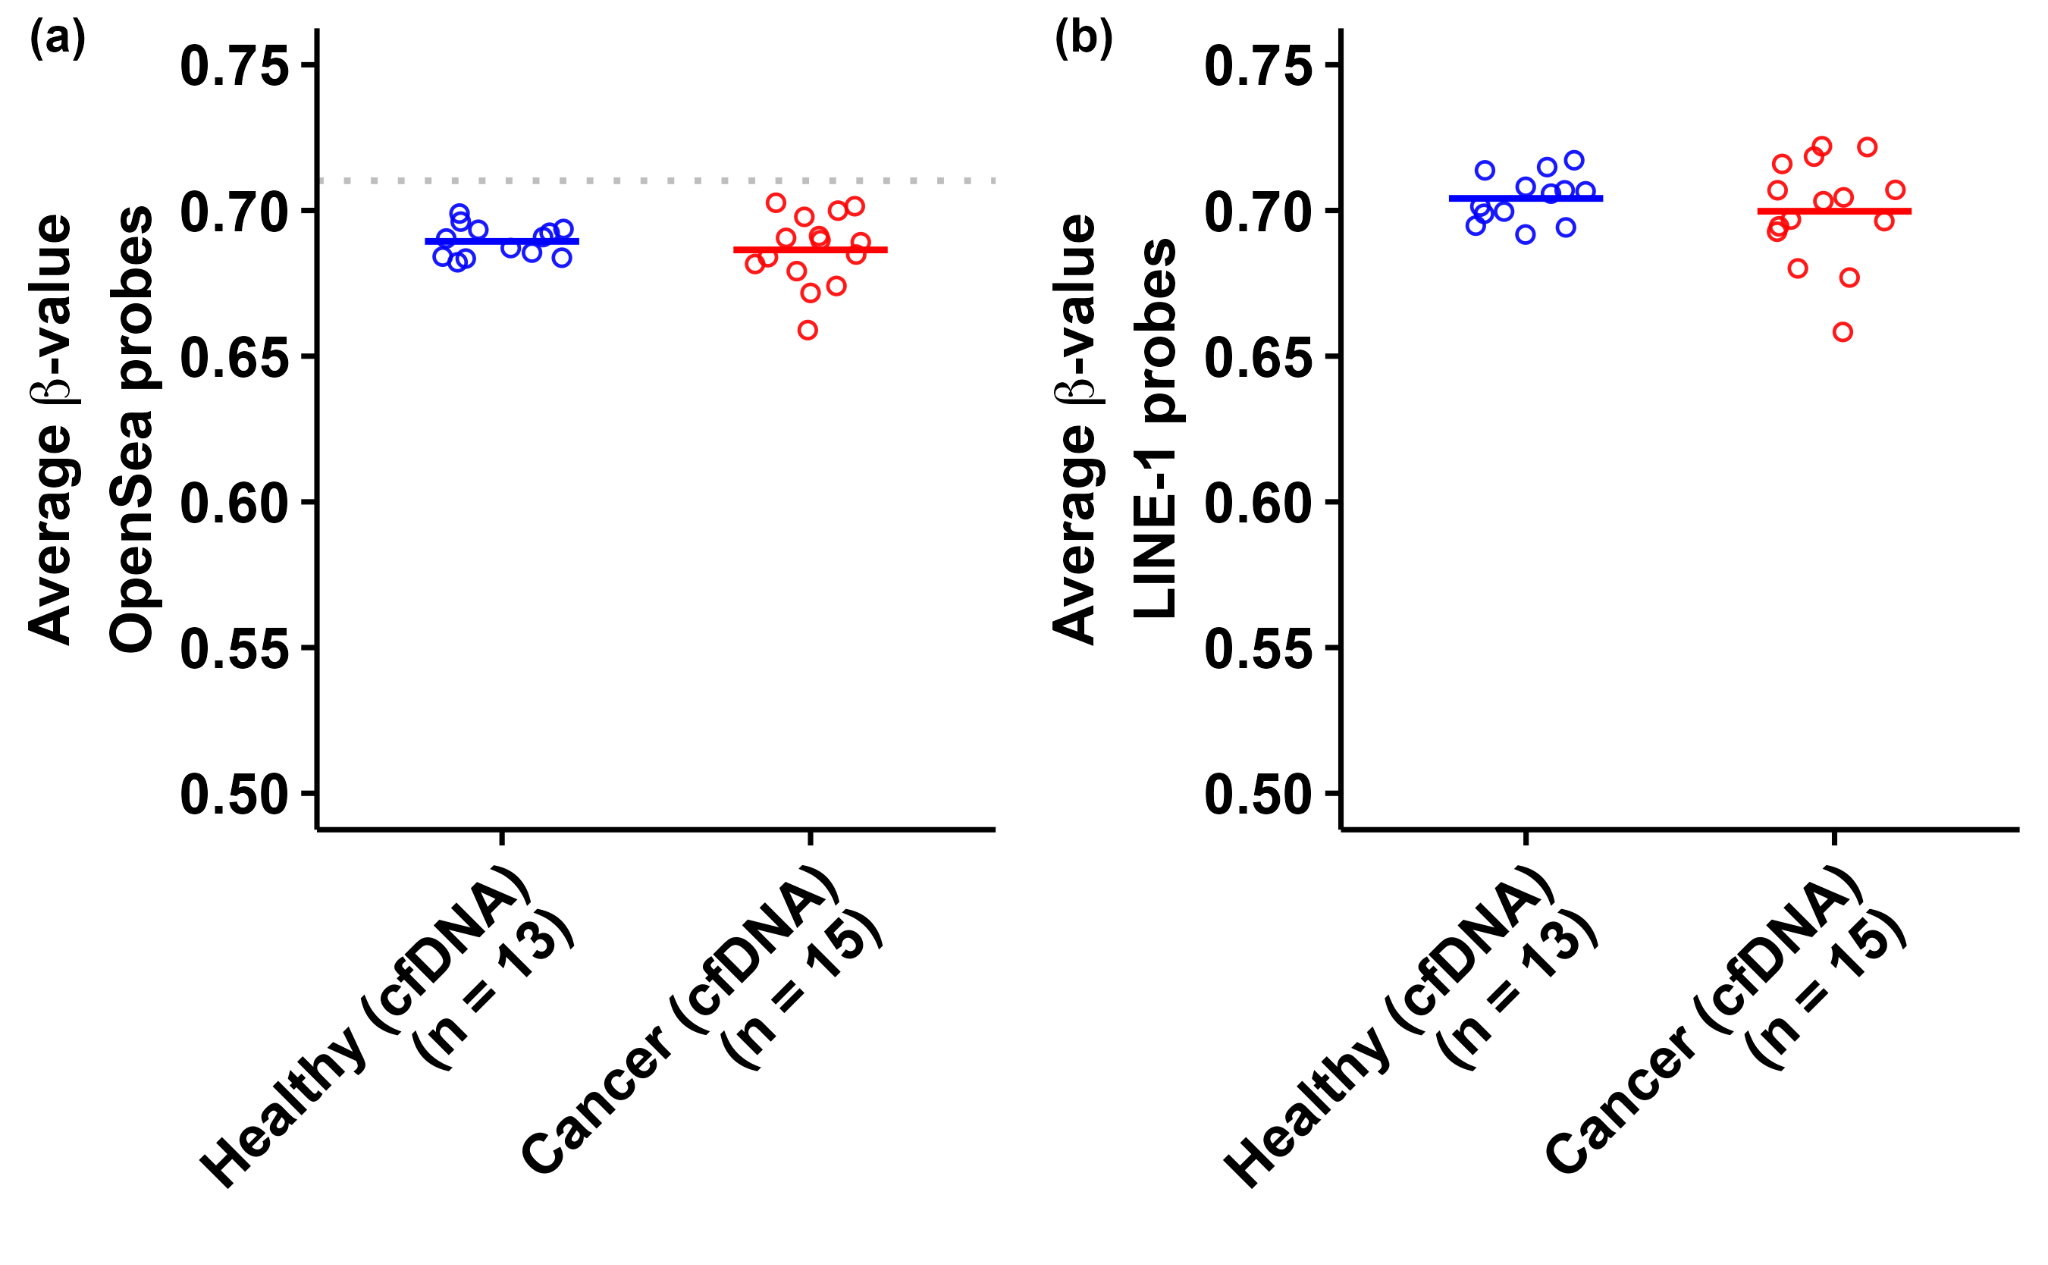 (a)
Average β-value
OpenSea probes
0.75
0.70
0.65
0.60
0.55
0.50
Healthy (cfDNA)
(n = 13)
Cancer (cfDNA)
(n = 15)
(b)
Average β-value
LINE-1 probes
0.75
0.70
0.65
0.60
0.55
0.50
Healthy (cfDNA)
(n = 13)
Cancer (cfDNA)
(n = 15)